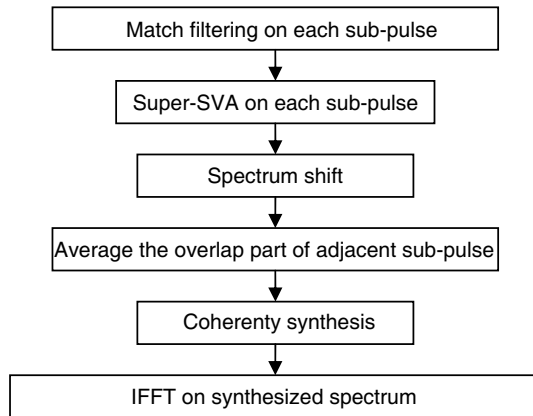 Match filtering on each sub-pulse
Super-SVA on each sub-pulse
Spectrum shift
Average the overlap part of adjacent sub-pulse
Coherenty synthesis
IFFT on synthesized spectrum